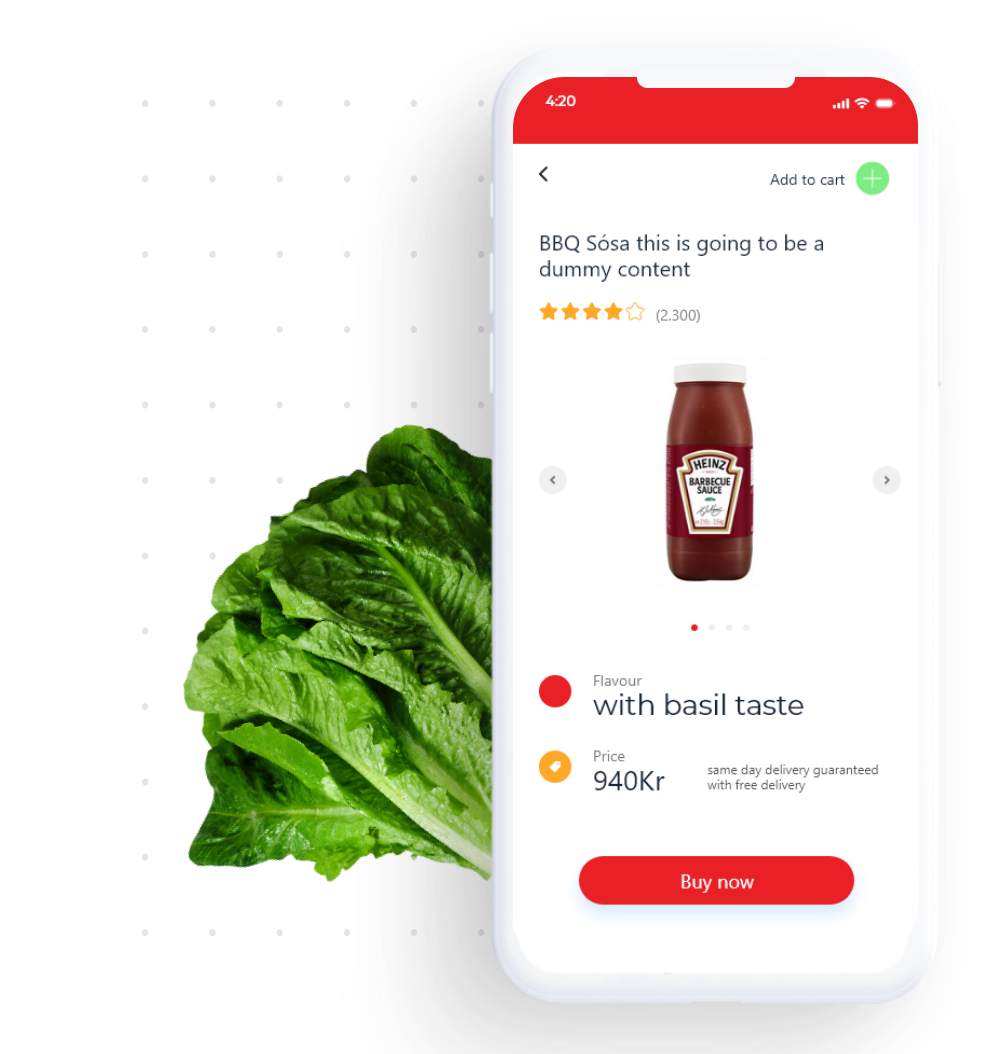 4:20
Add to cart
BBQ Sósa this is going to be a
dummy content
(2.300)
HEINZ
BARBECUE
SAUCE
Flavour
with basil taste
Price
940Kr
same day delivery guaranteed
with free delivery
Buy now